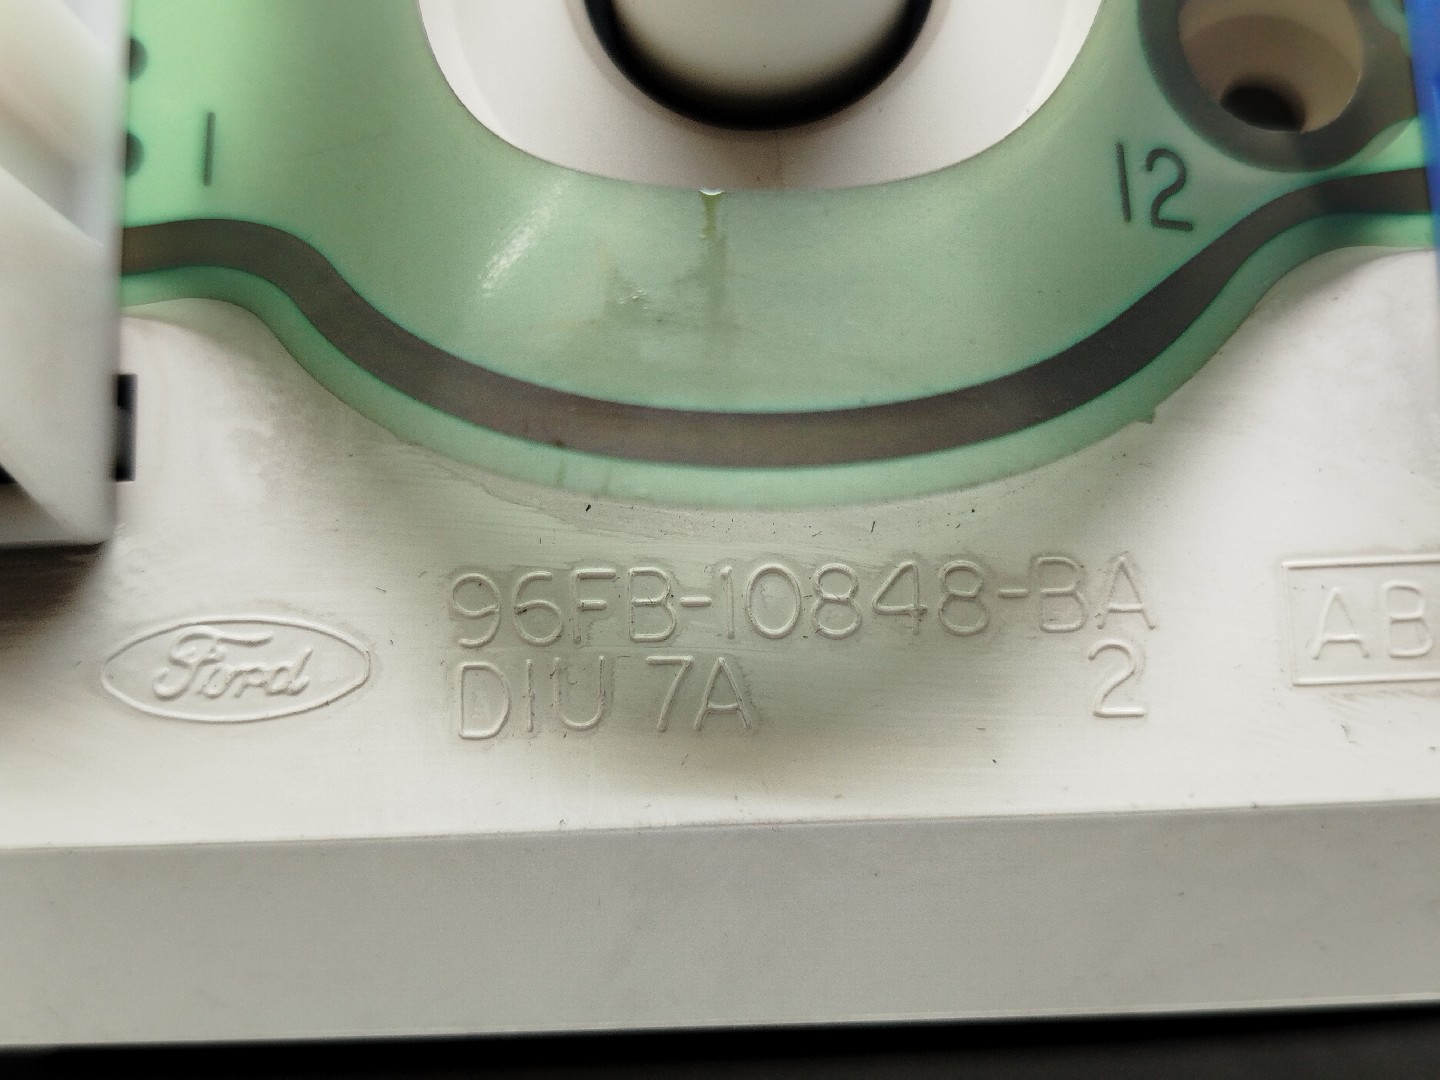 1
12
Ford
96FB-10848-BA
DIU 7A 2
AB